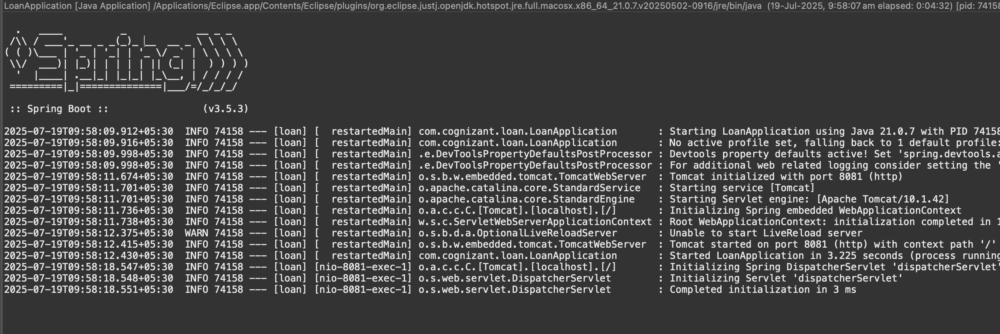 LoanApplication [Java Application] /Applications/Eclipse.app/Contents/Eclipse/plugins/org.eclipse.justj.openjdk.hotspot.jre.full.macosx.x86_64_21.0.7.v20250502-0916/jre/bin/java (19-Jul-2025, 9:58:07 am elapsed: 0:04:32) [pid: 74158
  .   ____          _            __ _ _
 /\\ / ___'_ __ _ _(_)_ __  __ _ \ \ \ \
( ( )\___ | '_ | '_| | '_ \/ _` | \ \ \ \
 \\/  ___)| |_)| | | | | || (_| |  ) ) ) )
  '  |____| .__|_| |_|_| |_\__, | / / / /
 =========|_|==============|___/=/_/_/_/
 :: Spring Boot ::                (v3.5.3)
2025-07-19T09:58:09.912+05:30  INFO 74158 --- [loan] [  restartedMain] com.cognizant.loan.LoanApplication       : Starting LoanApplication using Java 21.0.7 with PID 74158
2025-07-19T09:58:09.916+05:30  INFO 74158 --- [loan] [  restartedMain] com.cognizant.loan.LoanApplication       : No active profile set, falling back to 1 default profile:
2025-07-19T09:58:09.998+05:30  INFO 74158 --- [loan] [  restartedMain] .e.DevToolsPropertyDefaultsPostProcessor : Devtools property defaults active! Set 'spring.devtools.a
2025-07-19T09:58:09.998+05:30  INFO 74158 --- [loan] [  restartedMain] .e.DevToolsPropertyDefaultsPostProcessor : For additional web related logging consider setting the '
2025-07-19T09:58:11.674+05:30  INFO 74158 --- [loan] [  restartedMain] o.s.b.w.embedded.tomcat.TomcatWebServer  : Tomcat initialized with port 8081 (http)
2025-07-19T09:58:11.701+05:30  INFO 74158 --- [loan] [  restartedMain] o.apache.catalina.core.StandardService   : Starting service [Tomcat]
2025-07-19T09:58:11.701+05:30  INFO 74158 --- [loan] [  restartedMain] o.apache.catalina.core.StandardEngine    : Starting Servlet engine: [Apache Tomcat/10.1.42]
2025-07-19T09:58:11.736+05:30  INFO 74158 --- [loan] [  restartedMain] o.a.c.c.C.[Tomcat].[localhost].[/]       : Initializing Spring embedded WebApplicationContext
2025-07-19T09:58:11.738+05:30  INFO 74158 --- [loan] [  restartedMain] w.s.c.ServletWebServerApplicationContext : Root WebApplicationContext: initialization completed in 1
2025-07-19T09:58:12.375+05:30  WARN 74158 --- [loan] [  restartedMain] o.s.b.d.a.OptionalLiveReloadServer       : Unable to start LiveReload server
2025-07-19T09:58:12.415+05:30  INFO 74158 --- [loan] [  restartedMain] o.s.b.w.embedded.tomcat.TomcatWebServer  : Tomcat started on port 8081 (http) with context path '/'
2025-07-19T09:58:12.430+05:30  INFO 74158 --- [loan] [  restartedMain] com.cognizant.loan.LoanApplication       : Started LoanApplication in 3.225 seconds (process running
2025-07-19T09:58:18.547+05:30  INFO 74158 --- [loan] [nio-8081-exec-1] o.a.c.c.C.[Tomcat].[localhost].[/]       : Initializing Spring DispatcherServlet 'dispatcherServlet'
2025-07-19T09:58:18.548+05:30  INFO 74158 --- [loan] [nio-8081-exec-1] o.s.web.servlet.DispatcherServlet        : Initializing Servlet 'dispatcherServlet'
2025-07-19T09:58:18.551+05:30  INFO 74158 --- [loan] [nio-8081-exec-1] o.s.web.servlet.DispatcherServlet        : Completed initialization in 3 ms